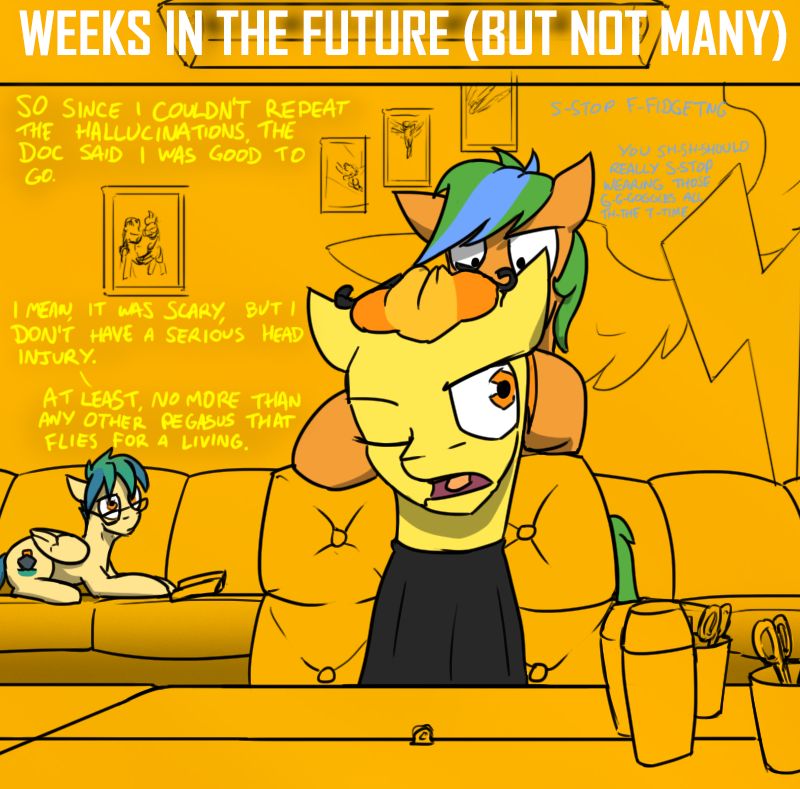 WEEKS IN THE FUTURE (BUT NOT MANY)
SO SINCE I COULDN'T REPEAT
THE HALLUCINATIONS, THE
DOC SAID I WAS GOOD TO
GO.
S-STOP F-FIDGETNG
YOU SH-SH-SHOULD
REALLY S-STOP
WEARING THOSE
G-G-GOGGLES ALL
TH-THE T-TIME
I MEAN, IT WAS SCARY, BUT I
DON'T HAVE A SERIOUS HEAD
INJURY.
AT LEAST, NO MORE THAN
ANY OTHER PEGASUS THAT
FLIES FOR A LIVING.
C